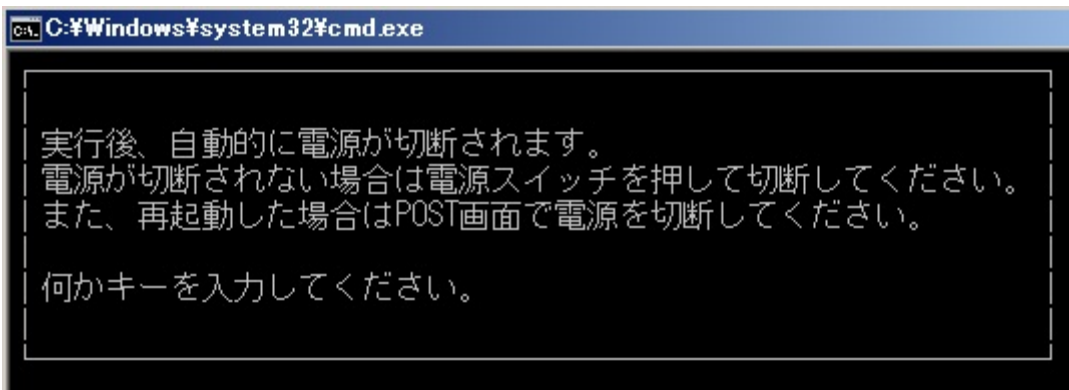 C:¥Windows¥system32¥cmd.exe
実行後、自動的に電源が切断されます。
電源が切断されない場合は電源スイッチを押して切断してください。
また、再起動した場合はPOST画面で電源を切断してください。
何かキーを入力してください。